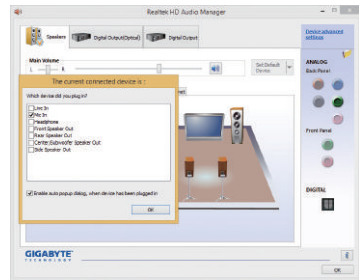 Realtek HD Audio Manager
Speakers
Digital Output(Optical)
Digital Output
Device advanced
settings
Main Volume
L
R
Set Default
Device
ANALOG
Back Panel
The current connected device is :
Which device did you plug in?
Line In
Mic In
Headphone
Front Speaker Out
Rear Speaker Out
Center/Subwoofer Speaker Out
Side Speaker Out
Enable auto popup dialog, when device has been plugged in
OK
Front Panel
DIGITAL
GIGABYTE
TECHNOLOGY
OK